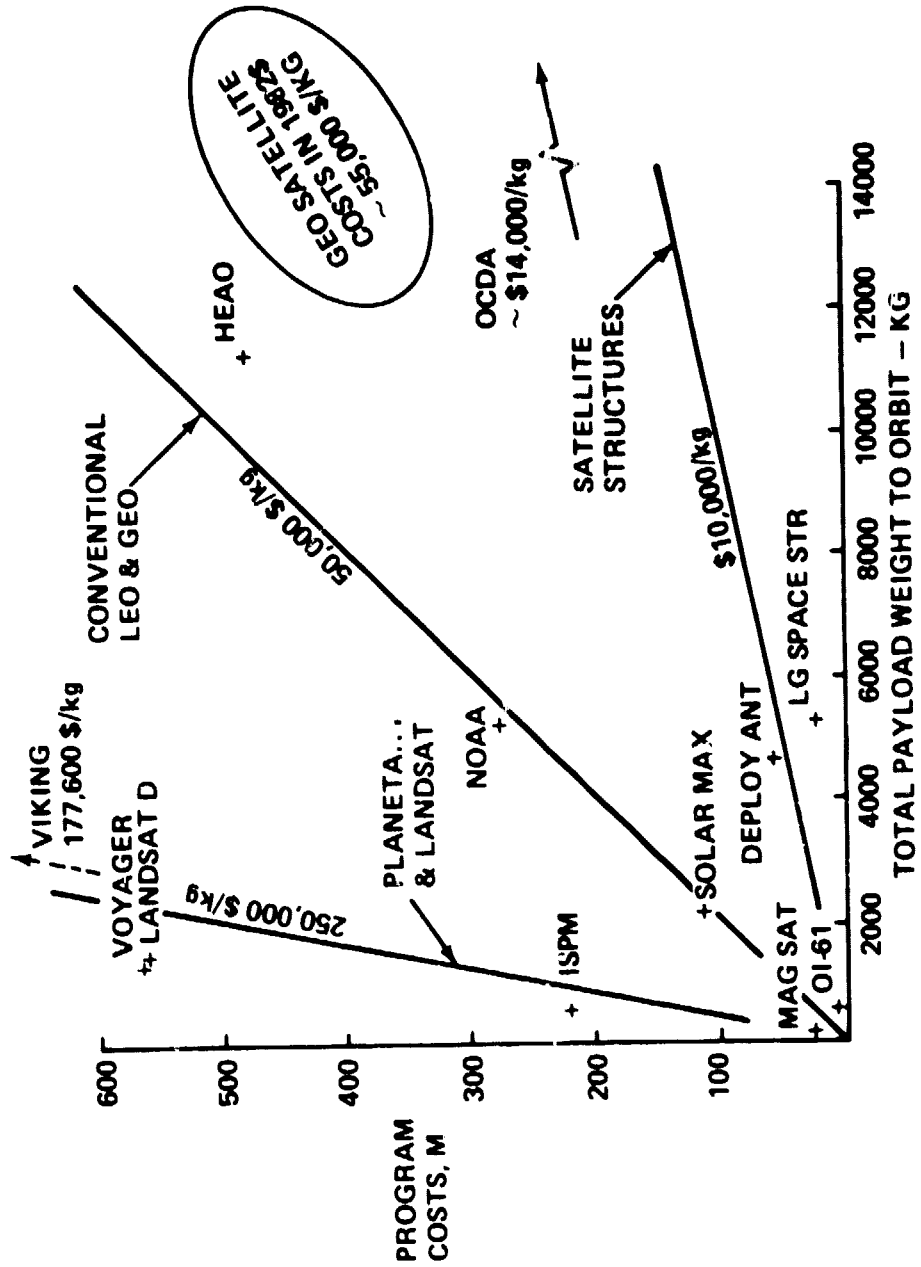 VIKING
177,600 $/kg
VOYAGER
LANDSAT D
250,000 $/kg
PLANETA...
& LANDSAT
ISPM
CONVENTIONAL
LEO & GEO
50,000 $/kg
NOAA
HEAO
GEO SATELLITE
COSTS IN 1982$
~ 55,000 $/KG
OCDA
~ $14,000/kg
SATELLITE
STRUCTURES
$10,000/kg
SOLAR MAX
DEPLOY ANT
LG SPACE STR
MAG SAT
OI-61
PROGRAM
COSTS, M
600
500
400
300
200
100
2000
4000
6000
8000
10000
12000
14000
TOTAL PAYLOAD WEIGHT TO ORBIT – KG